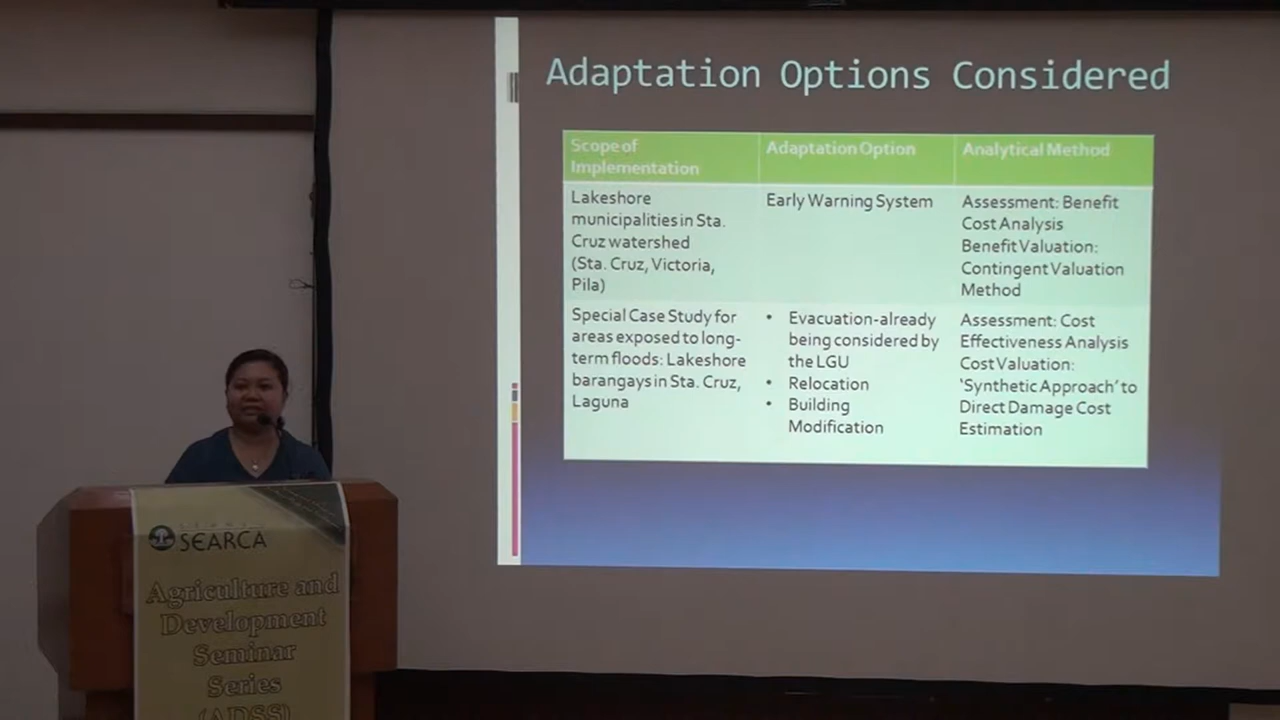 Adaptation Options Considered
Scope of
Implementation
Adaptation Option
Analytical Method
Lakeshore
municipalities in Sta.
Cruz watershed
(Sta. Cruz, Victoria,
Pila)
Early Warning System
Assessment: Benefit
Cost Analysis
Benefit Valuation:
Contingent Valuation
Method
Special Case Study for
areas exposed to long-
term floods: Lakeshore
barangays in Sta. Cruz,
Laguna
• Evacuation-already
being considered by
the LGU
• Relocation
• Building
Modification
Assessment: Cost
Effectiveness Analysis
Cost Valuation:
‘Synthetic Approach’ to
Direct Damage Cost
Estimation
SEARCA
Agriculture and
Development
Seminar
Series
(ADSS)